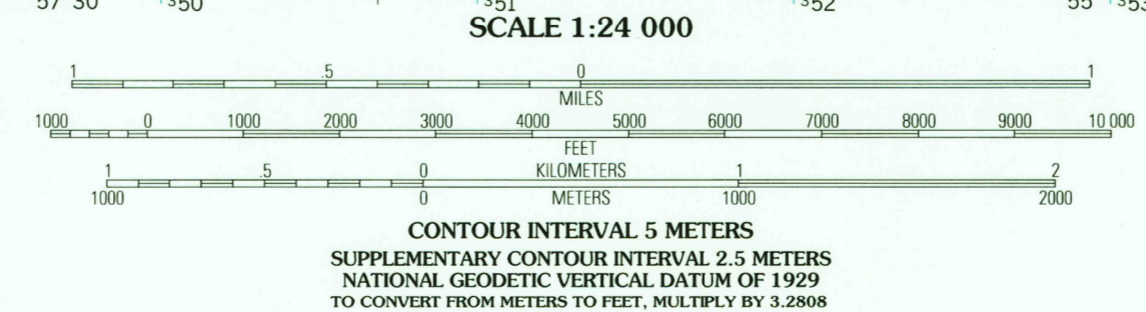 57'30" ³50 ³51 ³52 55' ³53
SCALE 1:24 000
1 .5 0 1
MILES
1000 0 1000 2000 3000 4000 5000 6000 7000 8000 9000 10 000
FEET
1 .5 0 KILOMETERS 1 2
1000 0 METERS 1000 2000
CONTOUR INTERVAL 5 METERS
SUPPLEMENTARY CONTOUR INTERVAL 2.5 METERS
NATIONAL GEODETIC VERTICAL DATUM OF 1929
TO CONVERT FROM METERS TO FEET, MULTIPLY BY 3.2808